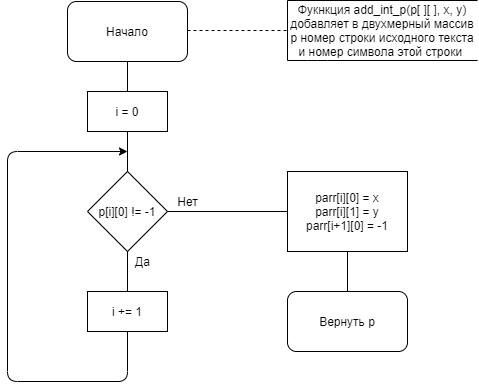 Начало
Фукнкция add_int_p(p[ ][ ], x, y)
добавляет в двухмерный массив
p номер строки исходного текста
и номер символа этой строки
i = 0
p[i][0] != -1
Нет
parr[i][0] = x
parr[i][1] = y
parr[i+1][0] = -1
Да
i += 1
Вернуть p